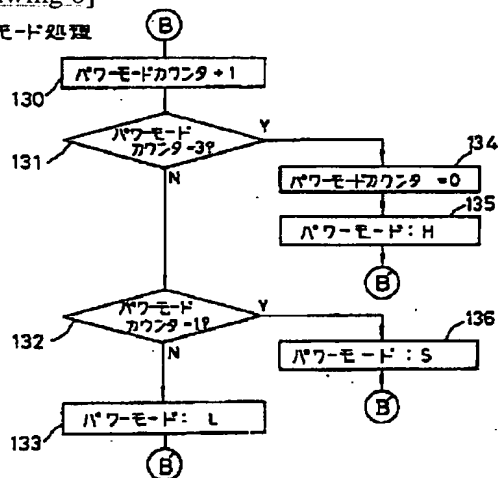 モード処理
B
130
パワーモードカウンタ+1
131
パワーモード
カウンタ=3?
Y
N
134
パワーモードカウンタ =0
135
パワーモード:H
B
132
パワーモード
カウンタ=1?
Y
N
136
パワーモード:S
B
133
パワーモード: L
B